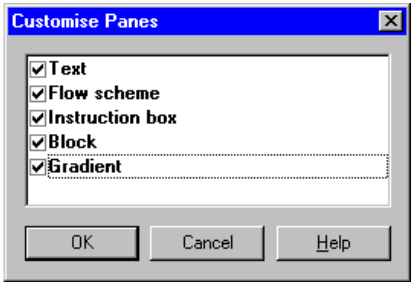 Customise Panes
Text
Flow scheme
Instruction box
Block
Gradient
OK Cancel Help